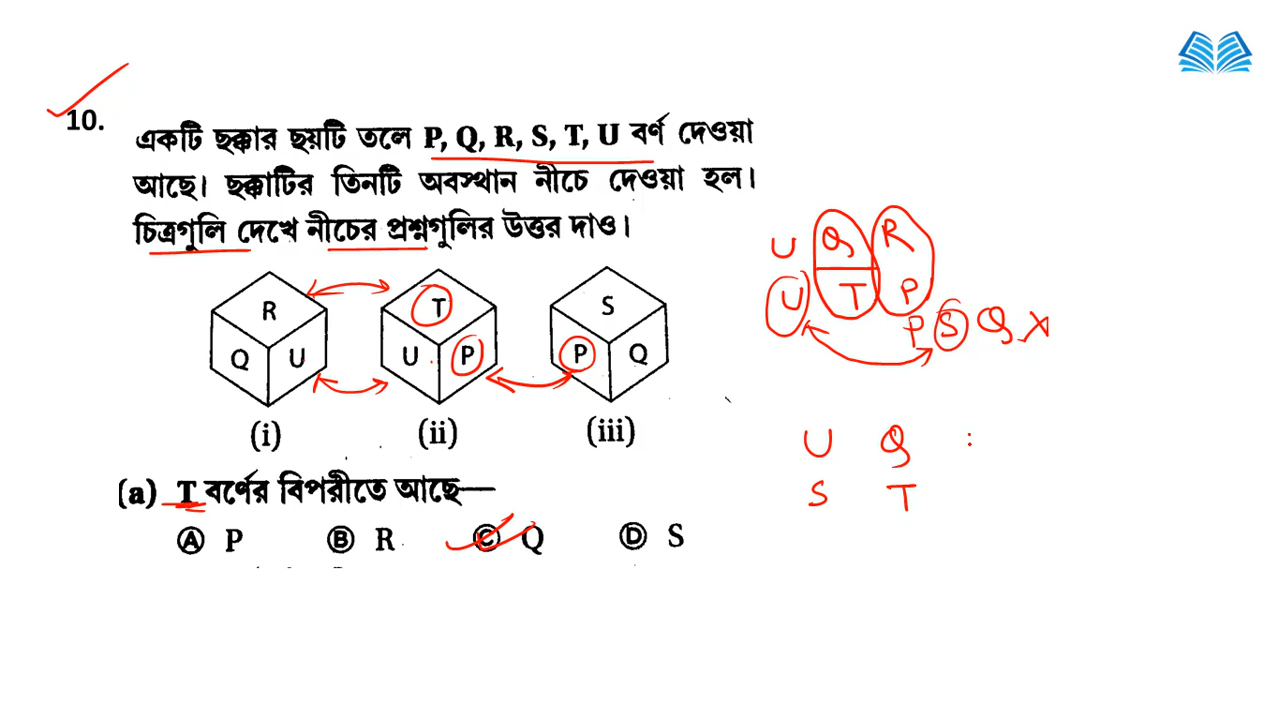 10.
একটি ছক্কার ছয়টি তলে P, Q, R, S, T, U বর্ণ দেওয়া
আছে। ছক্কাটির তিনটি অবস্থান নীচে দেওয়া হল।
চিত্রগুলি দেখে নীচের প্রশ্নগুলির উত্তর দাও।
R T S
Q U U P P Q
(i) (ii) (iii)
(a) T বর্ণের বিপরীতে আছে—
Ⓐ P Ⓑ R Ⓒ Q Ⓓ S
U Q R
U T P
P S Q X
U Q :
S T